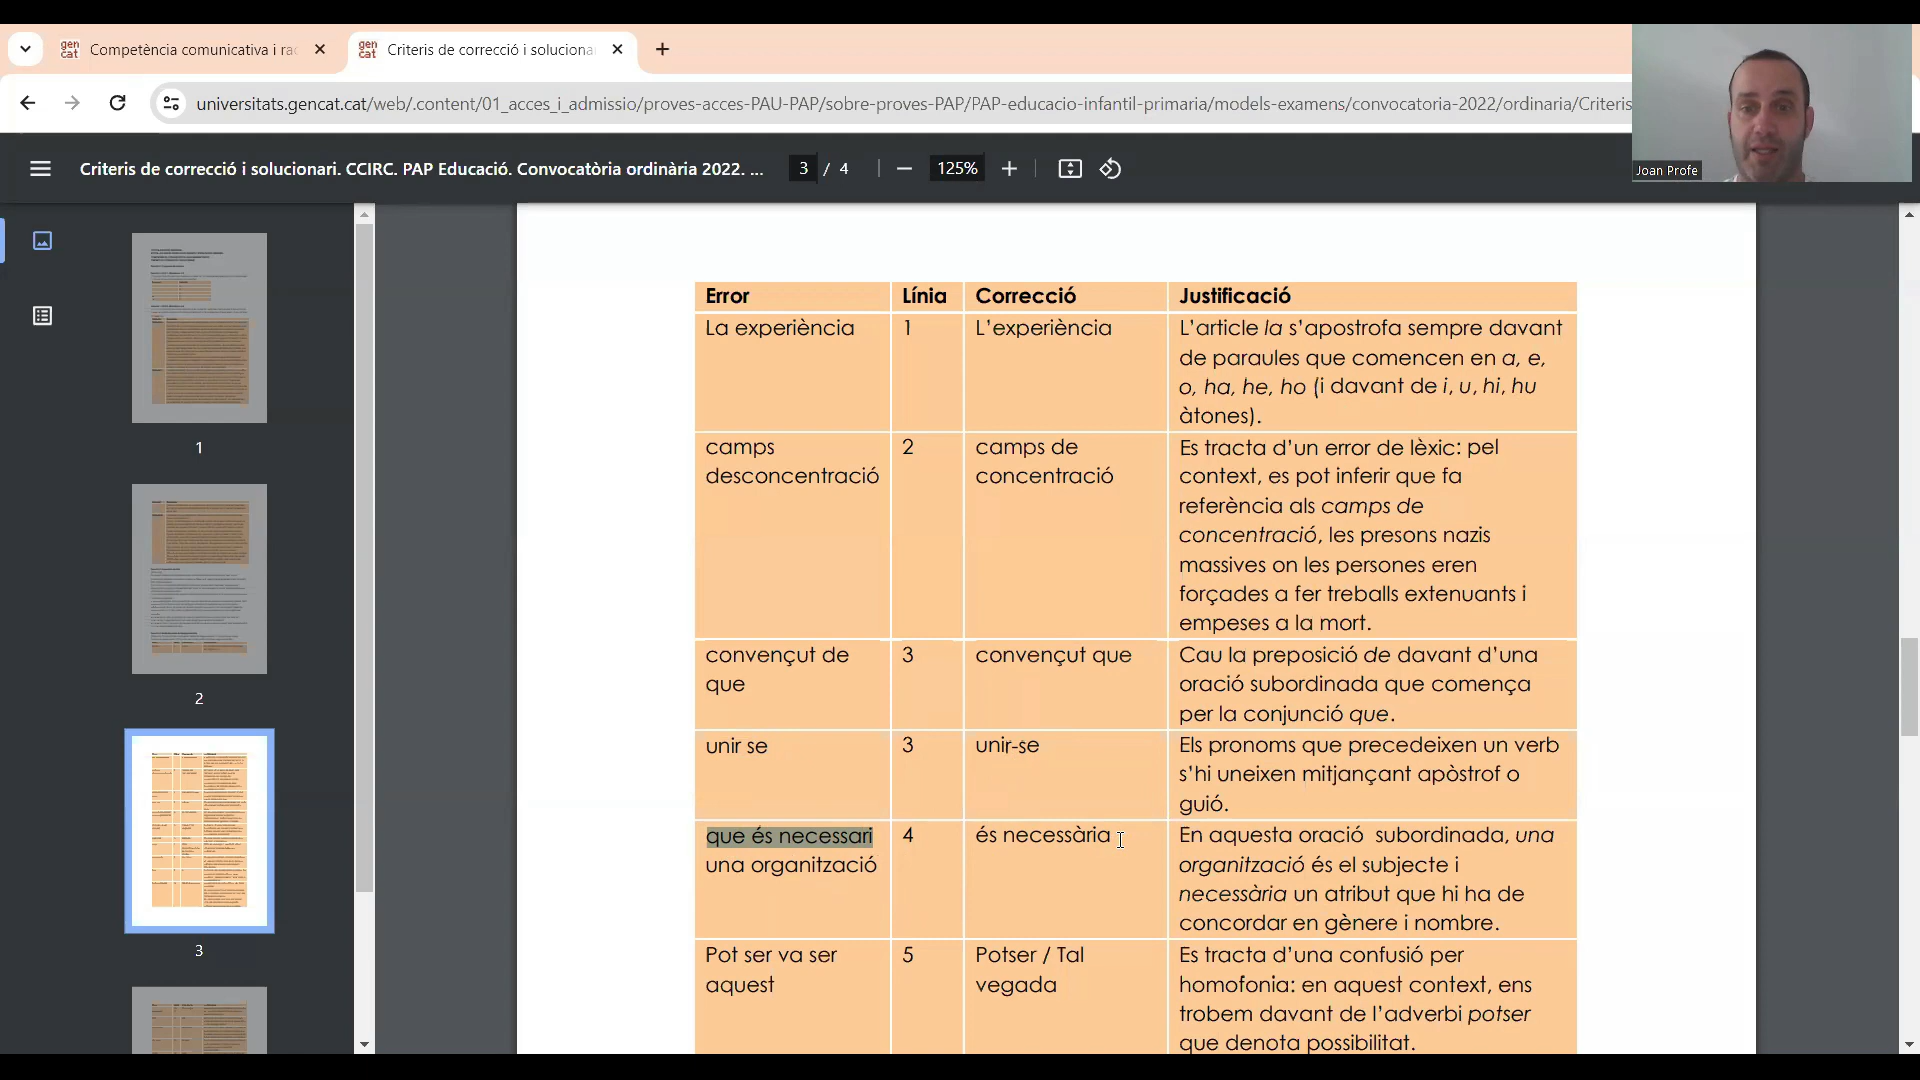 gen
cat
Competència comunicativa i rao
gen
cat
Criteris de correcció i soluciona
universitats.gencat.cat/web/.content/01_acces_i_admissio/proves-acces-PAU-PAP/sobre-proves-PAP/PAP-educacio-infantil-primaria/models-examens/convocatoria-2022/ordinaria/Criteris
Joan Profe
Criteris de correcció i solucionari. CCIRC. PAP Educació. Convocatòria ordinària 2022. ...
3 / 4
125%
1
2
3
Error Línia Correcció Justificació
La experiència 1 L'experiència L'article la s'apostrofa sempre davant
de paraules que comencen en a, e,
o, ha, he, ho (i davant de i, u, hi, hu
àtones).
camps 2 camps de Es tracta d'un error de lèxic: pel
desconcentració concentració context, es pot inferir que fa
referència als camps de
concentració, les presons nazis
massives on les persones eren
forçades a fer treballs extenuants i
empeses a la mort.
convençut de 3 convençut que Cau la preposició de davant d'una
que oració subordinada que comença
per la conjunció que.
unir se 3 unir-se Els pronoms que precedeixen un verb
s'hi uneixen mitjançant apòstrof o
guió.
que és necessari 4 és necessària En aquesta oració subordinada, una
una organització organització és el subjecte i
necessària un atribut que hi ha de
concordar en gènere i nombre.
Pot ser va ser 5 Potser / Tal Es tracta d'una confusió per
aquest vegada homofonia: en aquest context, ens
trobem davant de l'adverbi potser
que denota possibilitat.